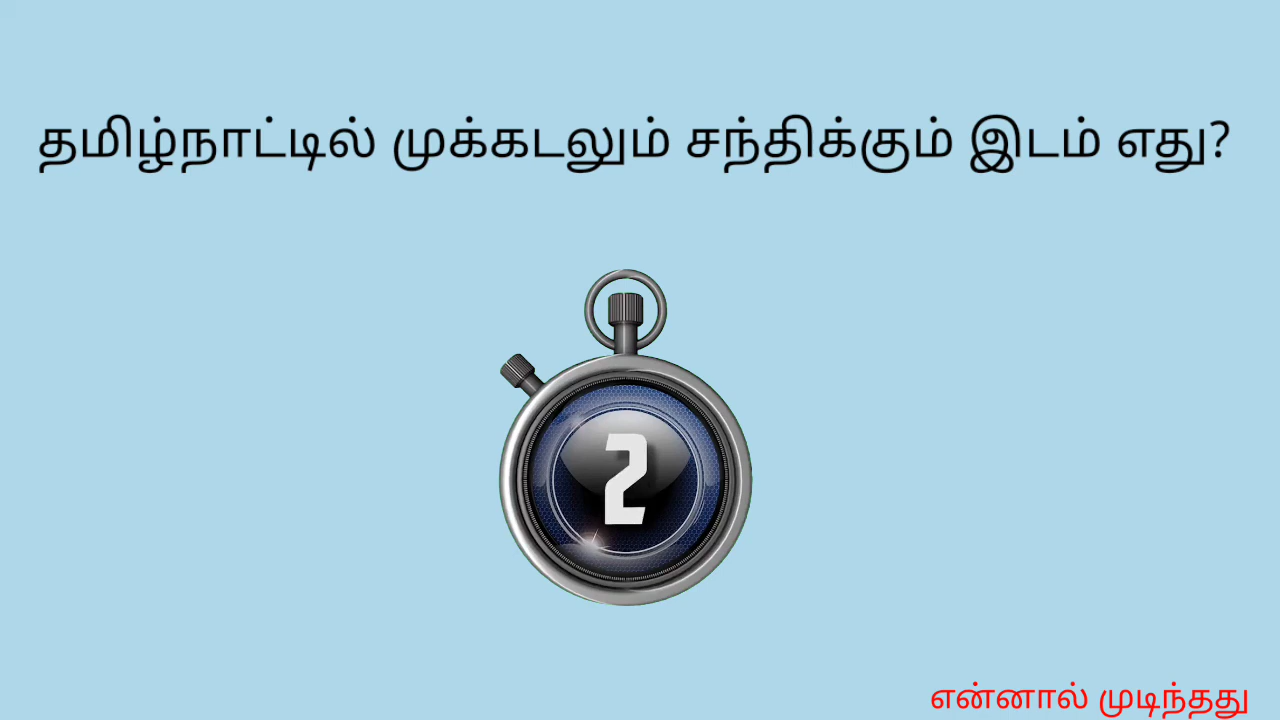 தமிழ்நாட்டில் முக்கடலும் சந்திக்கும் இடம் எது?
2
என்னால் முடிந்தது